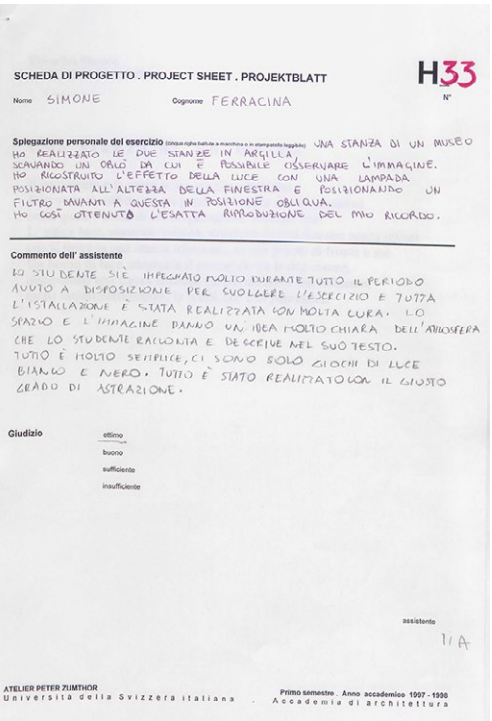 SCHEDA DI PROGETTO . PROJECT SHEET . PROJEKTBLATT
H33
N°
Nome SIMONE Cognome FERRACINA
Spiegazione personale del esercizio (cinque righe battute a macchina o in stampatello leggibile) UNA STANZA DI UN MUSEO
HO REALIZZATO LE DUE STANZE IN ARGILLA,
SCAVANDO UN OBLÒ DA CUI È POSSIBILE OSSERVARE L'IMMAGINE.
HO RICOSTRUITO L'EFFETTO DELLA LUCE CON UNA LAMPADA
POSIZIONATA ALL'ALTEZZA DELLA FINESTRA E POSIZIONANDO UN
FILTRO DAVANTI A QUESTA IN POSIZIONE OBLIQUA.
HO COSÌ OTTENUTO L'ESATTA RIPRODUZIONE DEL MIO RICORDO.
Commento dell' assistente
LO STUDENTE SI È IMPEGNATO MOLTO DURANTE TUTTO IL PERIODO
AVUTO A DISPOSIZIONE PER SVOLGERE L'ESERCIZIO E TUTTA
L'ISTALLAZIONE È STATA REALIZZATA CON MOLTA CURA. LO
SPAZIO E L'IMMAGINE DANNO UN IDEA MOLTO CHIARA DELL'ATMOSFERA
CHE LO STUDENTE RACCONTA E DESCRIVE NEL SUO TESTO.
TUTTO È MOLTO SEMPLICE, CI SONO SOLO GIOCHI DI LUCE
BIANCO E NERO. TUTTO È STATO REALIZZATO CON IL GIUSTO
GRADO DI ASTRAZIONE.
Giudizio
ottimo
buono
sufficiente
insufficiente
assistente
ATELIER PETER ZUMTHOR
Università della Svizzera italiana . Primo semestre . Anno accademico 1997 - 1998
Accademia di architettura